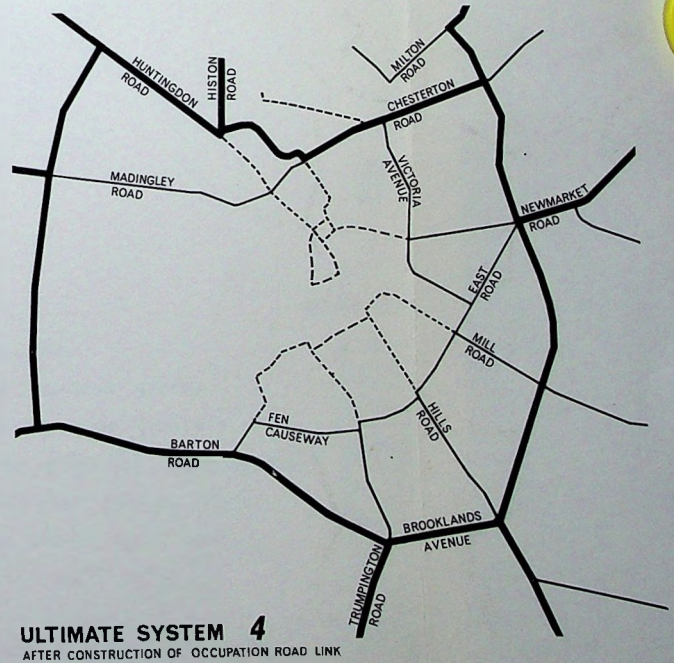 HUNTINGDON
ROAD
HISTON
ROAD
MILTON
ROAD
CHESTERTON
ROAD
MADINGLEY
ROAD
VICTORIA
AVENUE
NEWMARKET
ROAD
EAST
ROAD
MILL
ROAD
FEN
CAUSEWAY
HILLS
ROAD
BARTON
ROAD
BROOKLANDS
AVENUE
TRUMPINGTON
ROAD
ULTIMATE SYSTEM 4
AFTER CONSTRUCTION OF OCCUPATION ROAD LINK